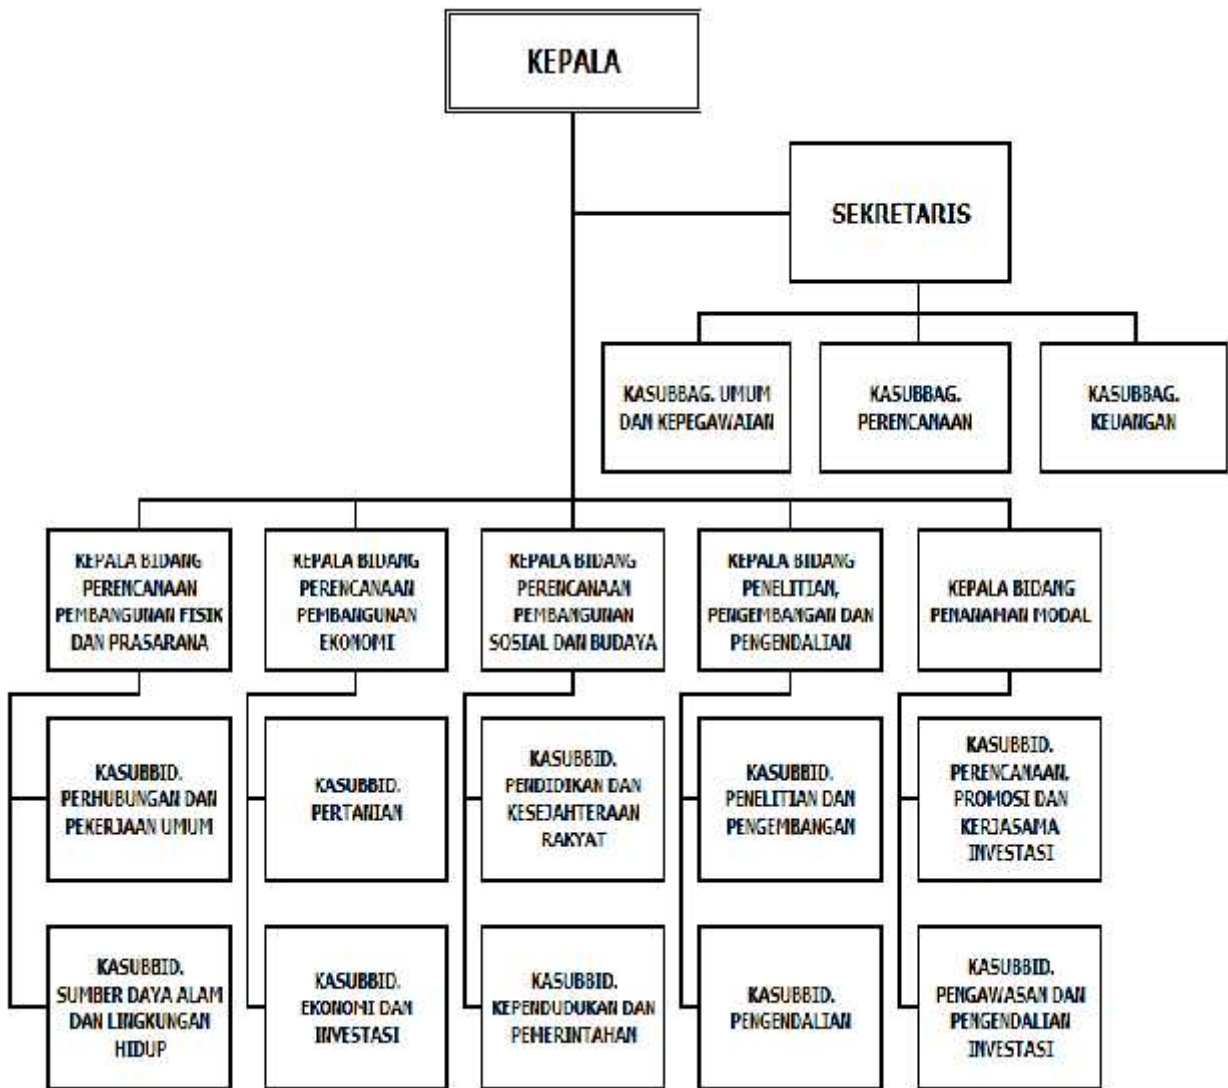 KEPALA
SEKRETARIS
KASUBBAG. UMUM
DAN KEPEGAWAIAN
KASUBBAG.
PERENCANAAN
KASUBBAG.
KEUANGAN
KEPALA BIDANG
PERENCANAAN
PEMBANGUNAN FISIK
DAN PRASARANA
KEPALA BIDANG
PERENCANAAN
PEMBANGUNAN
EKONOMI
KEPALA BIDANG
PERENCANAAN
PEMBANGUNAN
SOSIAL DAN BUDAYA
KEPALA BIDANG
PENELITIAN,
PENGEMBANGAN DAN
PENGENDALIAN
KEPALA BIDANG
PENANAMAN MODAL
KASUBBID.
PERHUBUNGAN DAN
PEKERJAAN UMUM
KASUBBID.
PERTANIAN
KASUBBID.
PENDIDIKAN DAN
KESEJAHTERAAN
RAKYAT
KASUBBID.
PENELITIAN DAN
PENGEMBANGAN
KASUBBID.
PERENCANAAN,
PROMOSI DAN
KERJASAMA
INVESTASI
KASUBBID.
SUMBER DAYA ALAM
DAN LINGKUNGAN
HIDUP
KASUBBID.
EKONOMI DAN
INVESTASI
KASUBBID.
KEPENDUDUKAN DAN
PEMERINTAHAN
KASUBBID.
PENGENDALIAN
KASUBBID.
PENGAWASAN DAN
PENGENDALIAN
INVESTASI